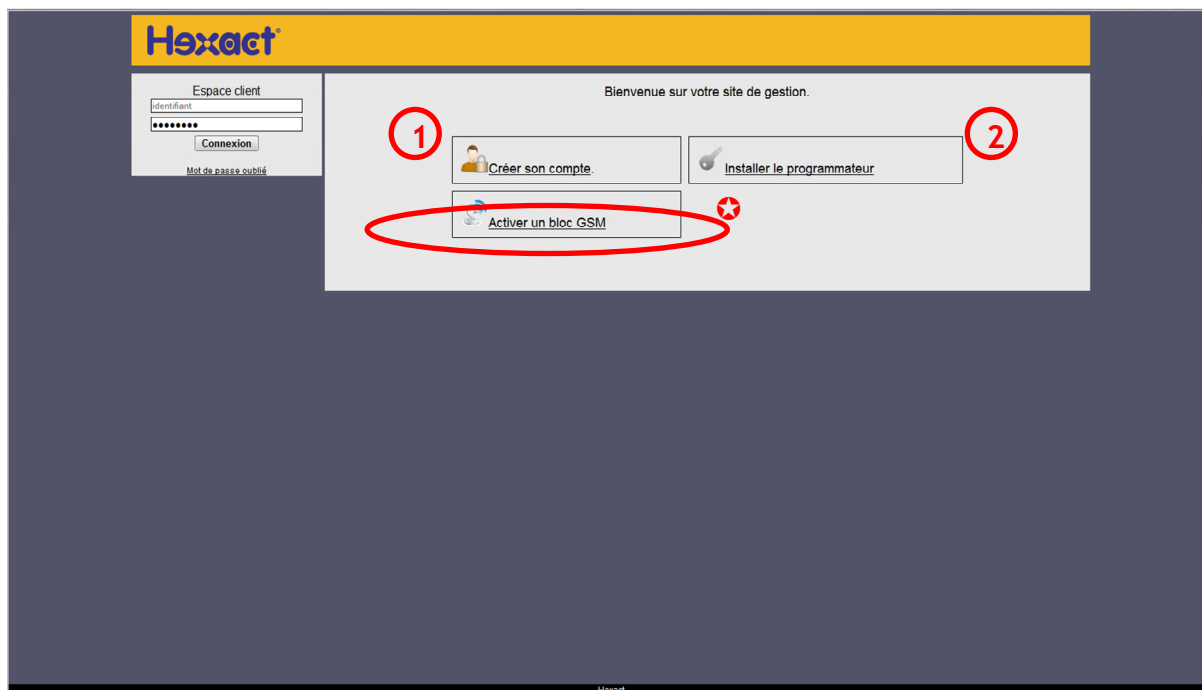 Hexact
Espace client
identifiant
Connexion
Mot de passe oublié
Bienvenue sur votre site de gestion.
1
2
Créer son compte.
Installer le programmateur
Activer un bloc GSM
Hexact